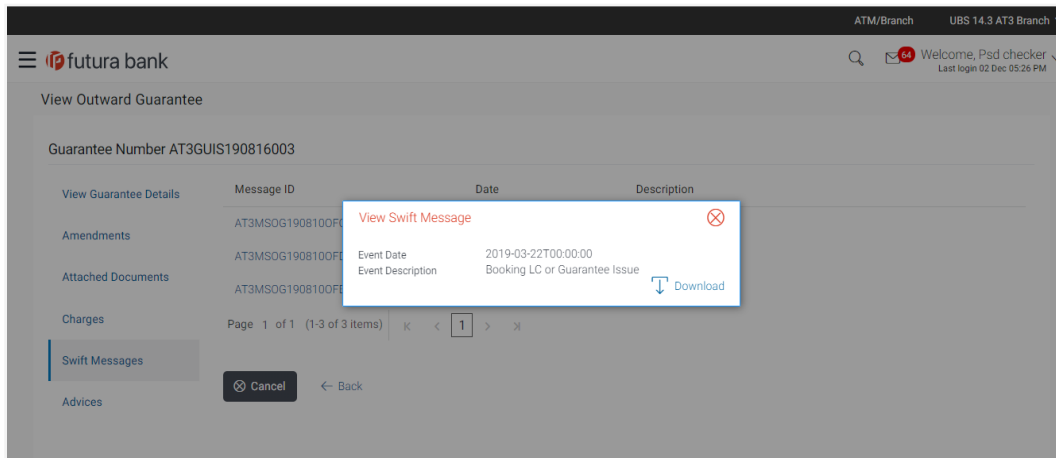 ATM/Branch UBS 14.3 AT3 Branch
futura bank
64 Welcome, Psd checker
Last login 02 Dec 05:26 PM
View Outward Guarantee
Guarantee Number AT3GUIS190816003
View Guarantee Details
Amendments
Attached Documents
Charges
Swift Messages
Advices
Message ID Date Description
AT3MSOG190810OFC
AT3MSOG190810OFD
AT3MSOG190810OFE
View Swift Message
Event Date 2019-03-22T00:00:00
Event Description Booking LC or Guarantee Issue
Download
Page 1 of 1 (1-3 of 3 items) K < 1 > Ж
Cancel ← Back